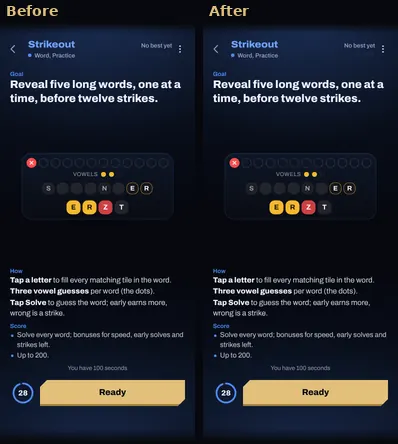 Before
Strikeout
Word, Practice
No best yet
Goal
Reveal five long words, one at a
time, before twelve strikes.
VOWELS
S N E R
E R Z T
How
Tap a letter to fill every matching tile in the word.
Three vowel guesses per word (the dots).
Tap Solve to guess the word; early earns more,
wrong is a strike.
Score
Solve every word; bonuses for speed, early solves and
strikes left.
Up to 200.
You have 100 seconds
28
Ready
After
Strikeout
Word, Practice
No best yet
Goal
Reveal five long words, one at a
time, before twelve strikes.
VOWELS
S N E R
E R Z T
How
Tap a letter to fill every matching tile in the word.
Three vowel guesses per word (the dots).
Tap Solve to guess the word; early earns more,
wrong is a strike.
Score
Solve every word; bonuses for speed, early solves and
strikes left.
Up to 200.
You have 100 seconds
28
Ready